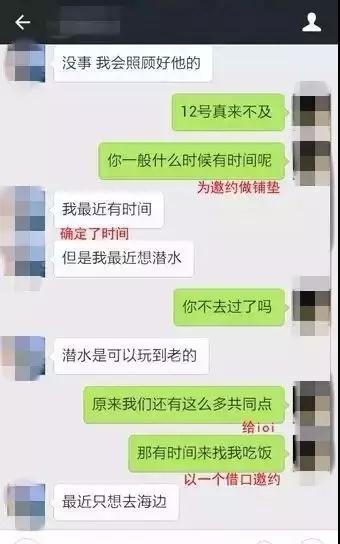 没事 我会照顾好他的
12号真来不及
你一般什么时候有时间呢
为邀约做铺垫
我最近有时间
确定了时间
但是我最近想潜水
你不去过了吗
潜水是可以玩到老的
原来我们还有这么多共同点
给ioi
那有时间来找我吃饭
以一个借口邀约
最近只想去海边